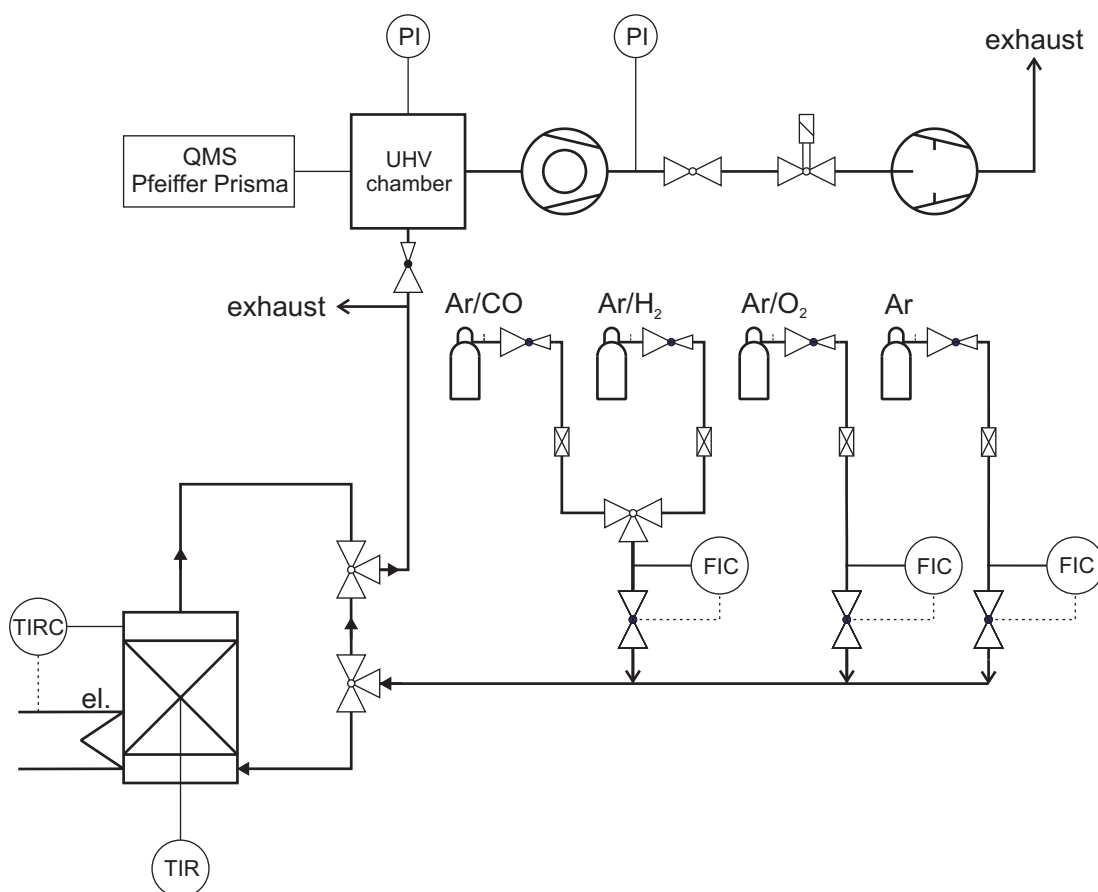 PI
PI
exhaust
QMS
Pfeiffer Prisma
UHV
chamber
exhaust
Ar/CO
Ar/H₂
Ar/O₂
Ar
FIC
FIC
FIC
TIRC
el.
TIR